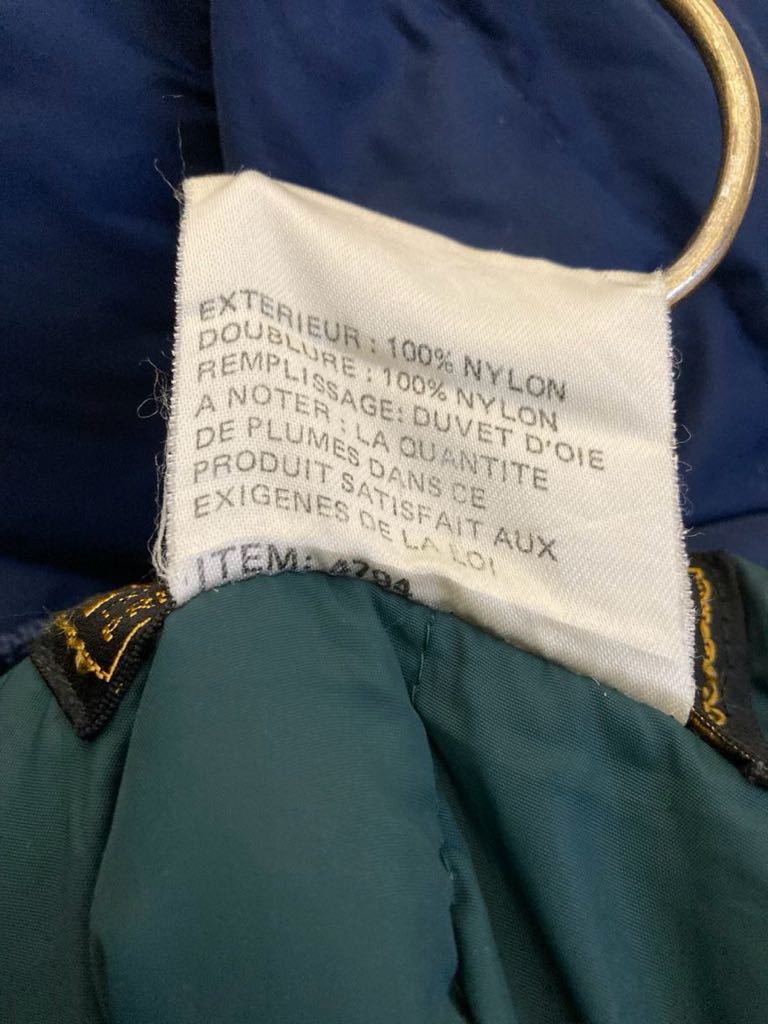 EXTERIEUR : 100% NYLON
DOUBLURE : 100% NYLON
REMPLISSAGE: DUVET D'OIE
A NOTER : LA QUANTITE
DE PLUMES DANS CE
PRODUIT SATISFAIT AUX
EXIGENES DE LA LOI
ITEM: 4794